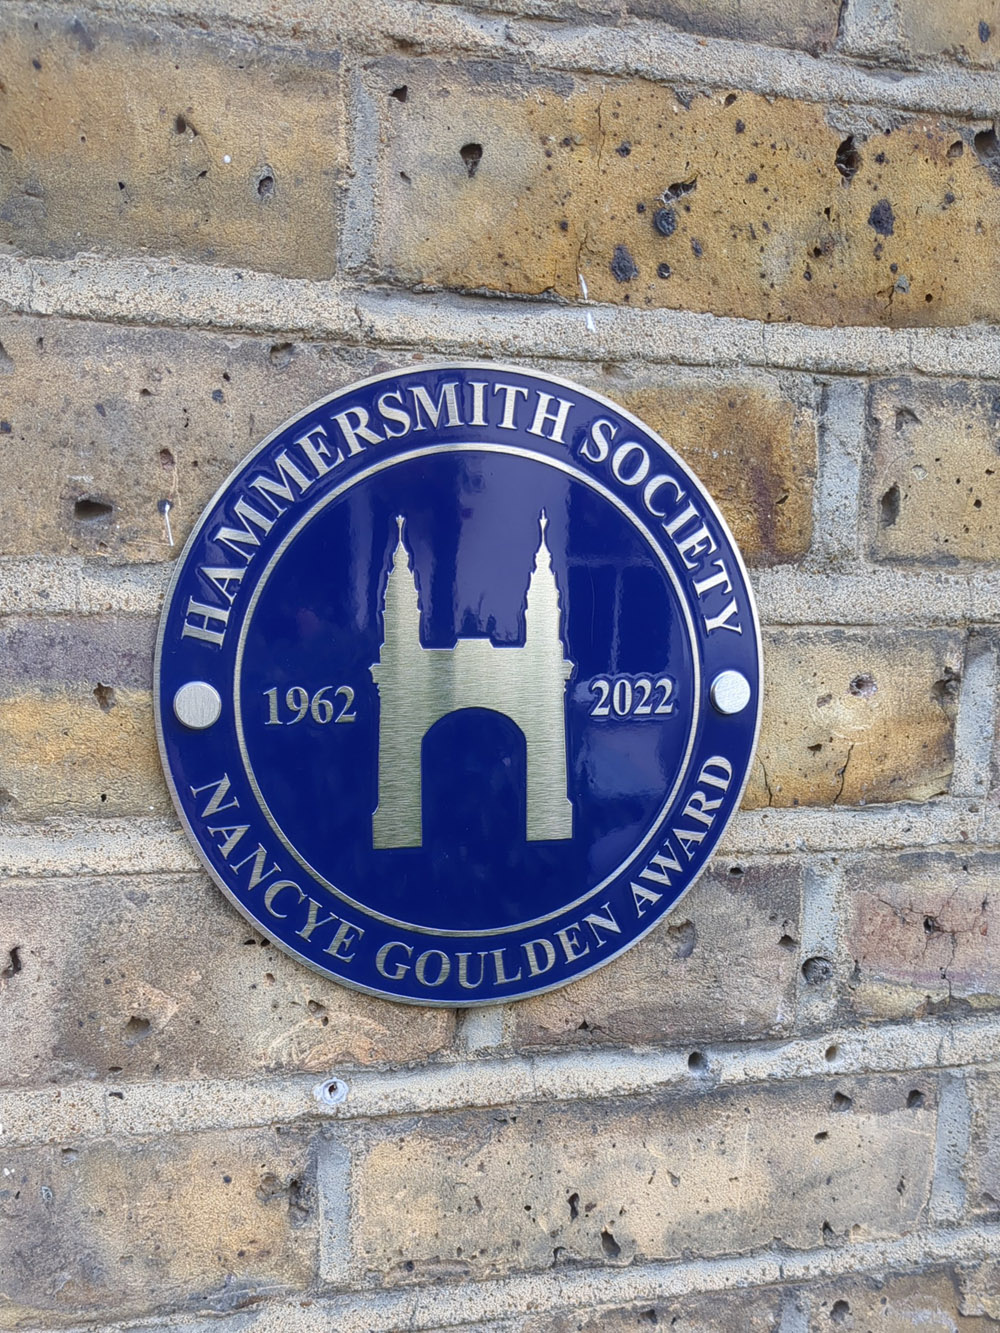 HAMMERSMITH SOCIETY
1962 2022
NANCYE GOULDEN AWARD